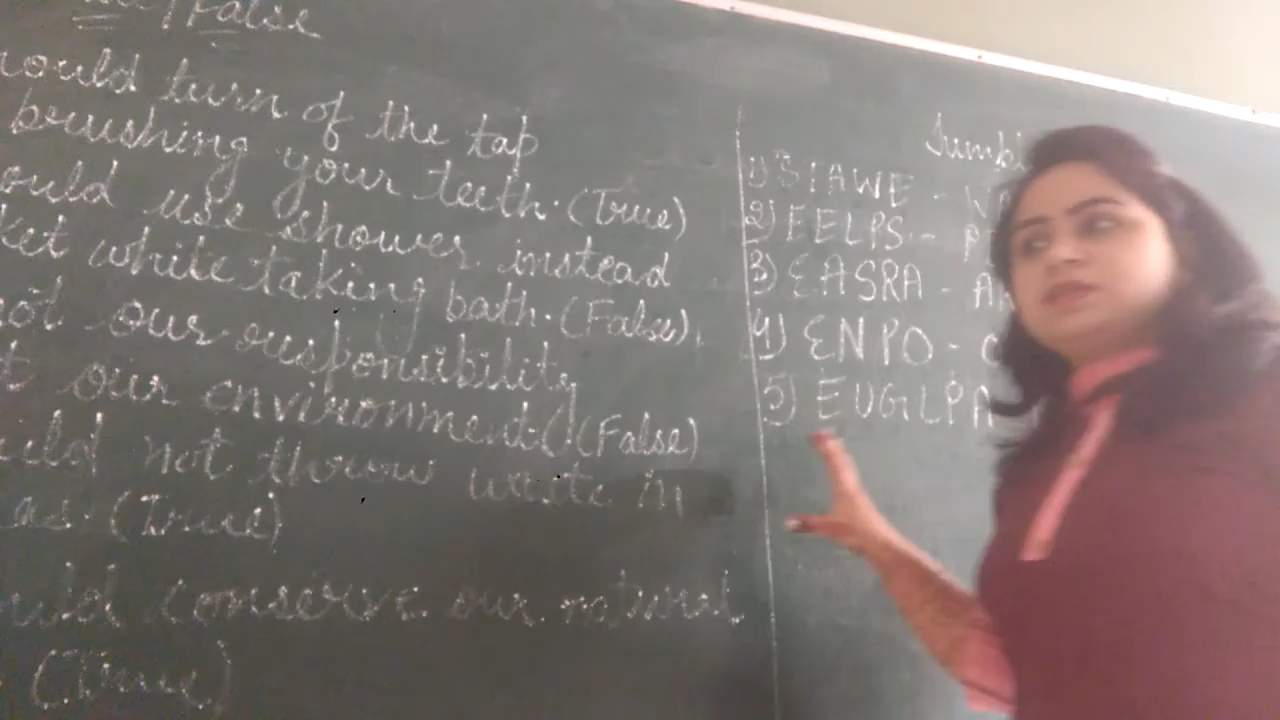 /False
ould turn of the tap
brushing your teeth. (True)
ould use shower instead
ket while taking bath. (False)
not our responsibility
t our environment (False)
uld not throw waste in
as. (True)
uld conserve our natural
(True)
Jumbl
1) SIAWE - W
2) EELPS - P
3) EASRA - A
4) ENPO -
5) EUGLPA